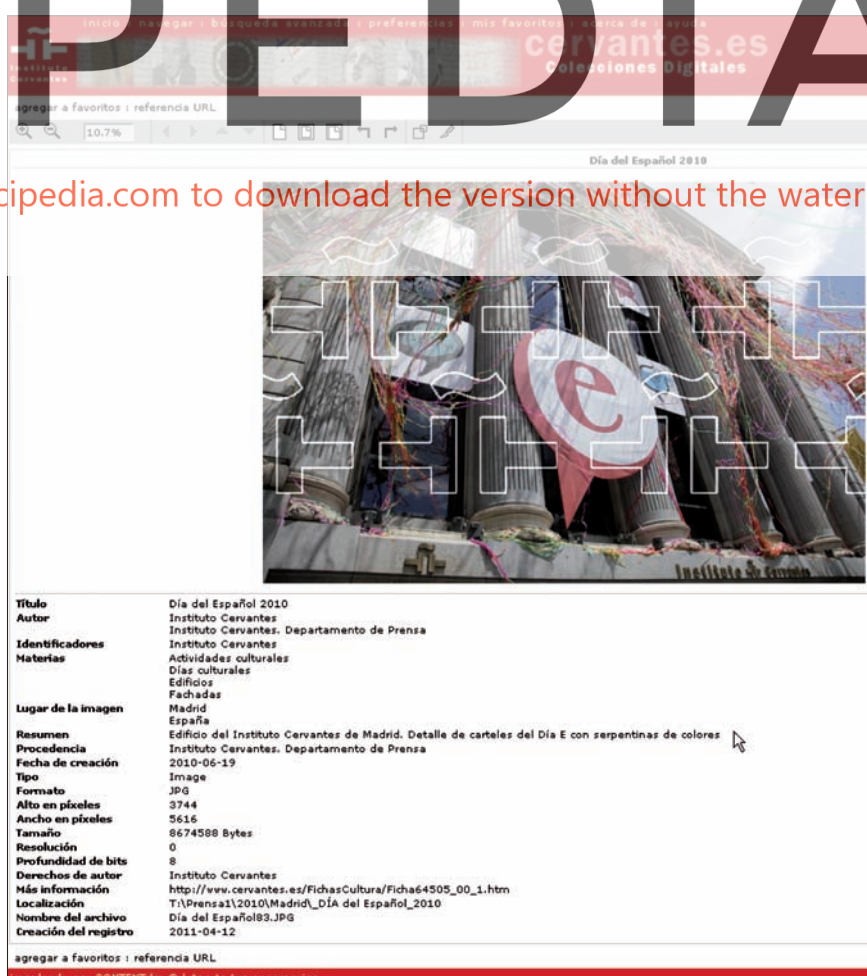 PEDIA
inicio : navegar : búsqueda avanzada : preferencias : mis favoritos : acerca de : ayuda
Instituto
Cervantes
cervantes.es
Colecciones Digitales
agregar a favoritos : referencia URL
10.7%
Día del Español 2010
cipedia.com to download the version without the water
e
Instituto Cervantes
Título Día del Español 2010
Autor Instituto Cervantes
Instituto Cervantes. Departamento de Prensa
Identificadores Instituto Cervantes
Materias Actividades culturales
Días culturales
Edificios
Fachadas
Lugar de la imagen Madrid
España
Resumen Edificio del Instituto Cervantes de Madrid. Detalle de carteles del Día E con serpentinas de colores
Procedencia Instituto Cervantes. Departamento de Prensa
Fecha de creación 2010-06-19
Tipo Image
Formato JPG
Alto en píxeles 3744
Ancho en píxeles 5616
Tamaño 8674588 Bytes
Resolución 0
Profundidad de bits 8
Derechos de autor Instituto Cervantes
Más información http://www.cervantes.es/FichasCultura/Ficha64505_00_1.htm
Localización T:\Prensa1\2010\Madrid\_DÍA del Español_2010
Nombre del archivo Día del Español83.JPG
Creación del registro 2011-04-12
agregar a favoritos : referencia URL